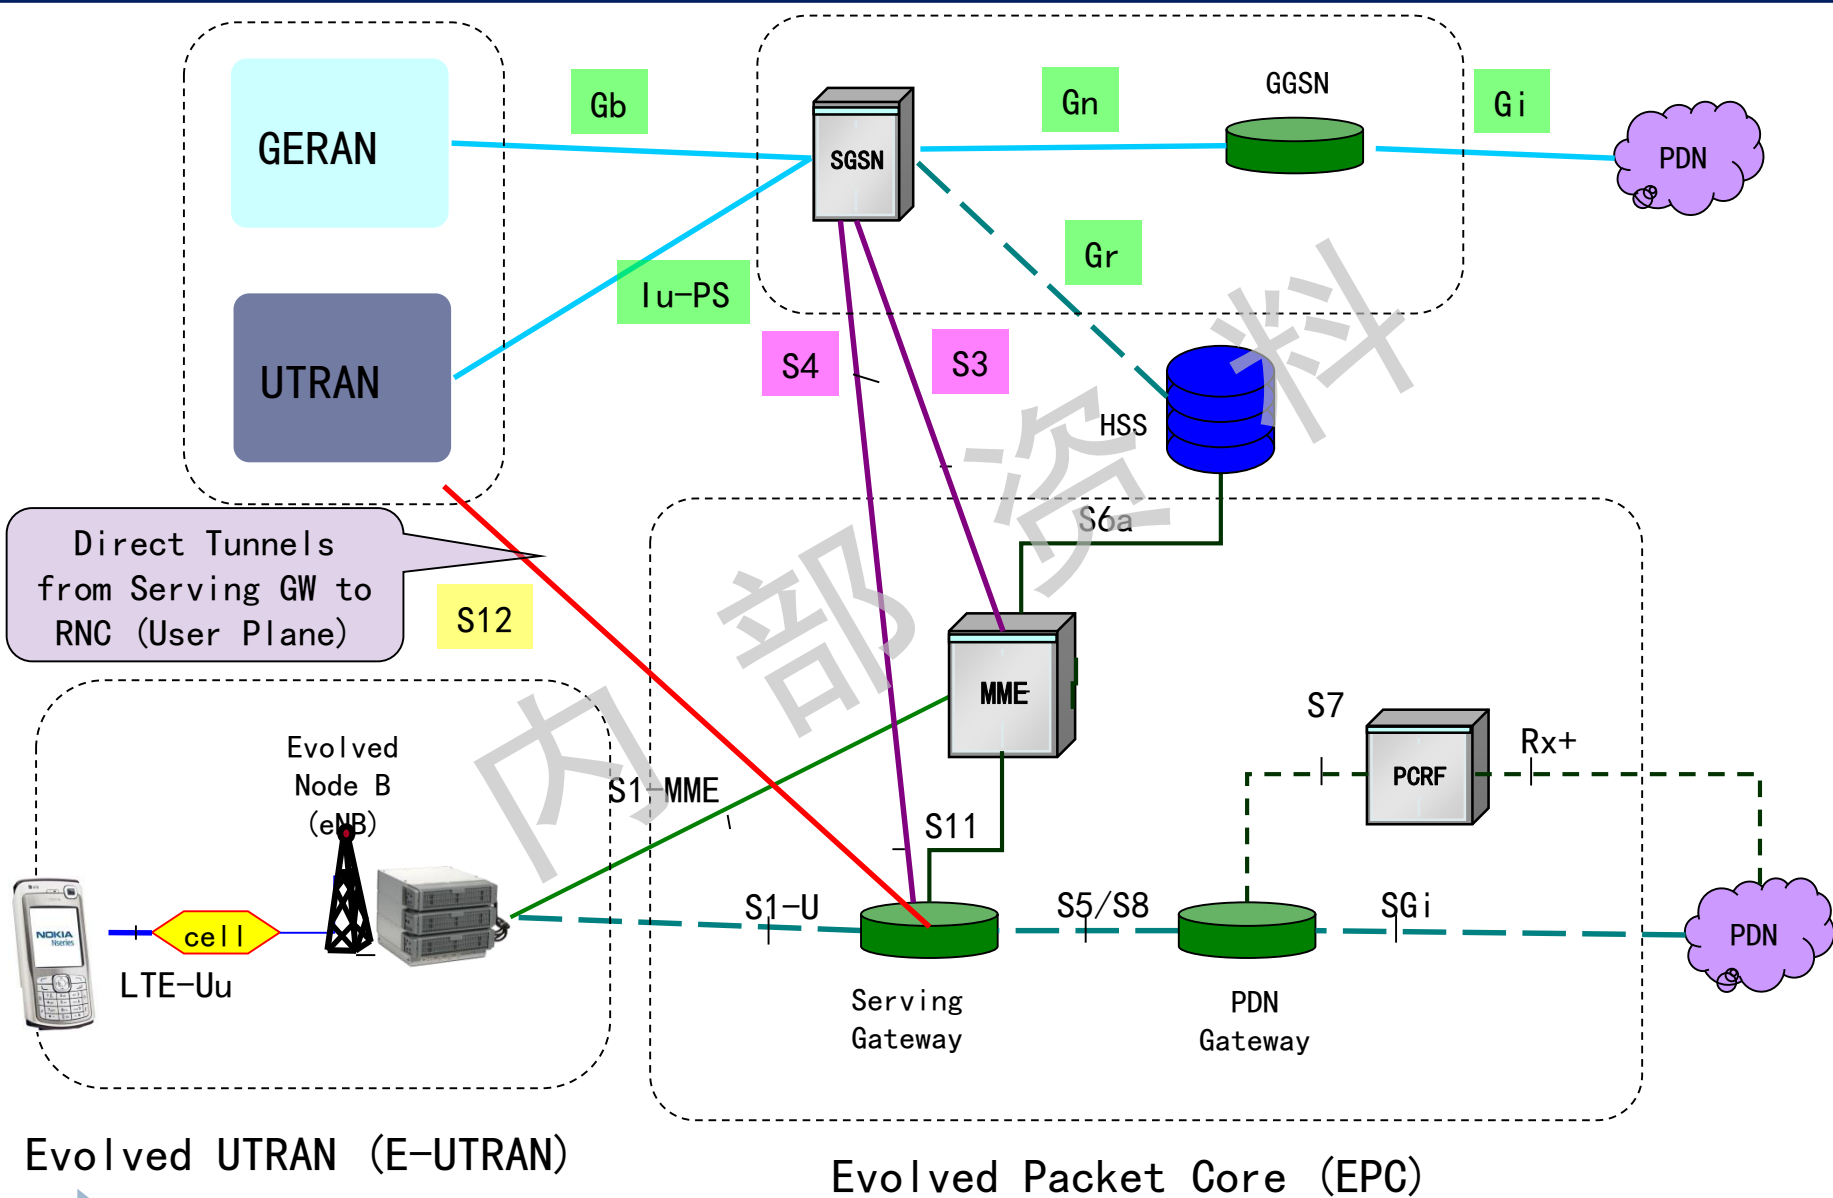 GERAN
Gb
SGSN
Gn
GGSN
Gi
PDN
Gr
Iu-PS
UTRAN
S4
S3
HSS
S6a
Direct Tunnels
from Serving GW to
RNC (User Plane)
S12
MME
S7
PCRF
Rx+
Evolved
Node B
(eNB)
S1-MME
S11
NOKIA
Nseries
cell
LTE-Uu
S1-U
S5/S8
SGi
PDN
Serving
Gateway
PDN
Gateway
Evolved UTRAN (E-UTRAN)
Evolved Packet Core (EPC)
内部资料